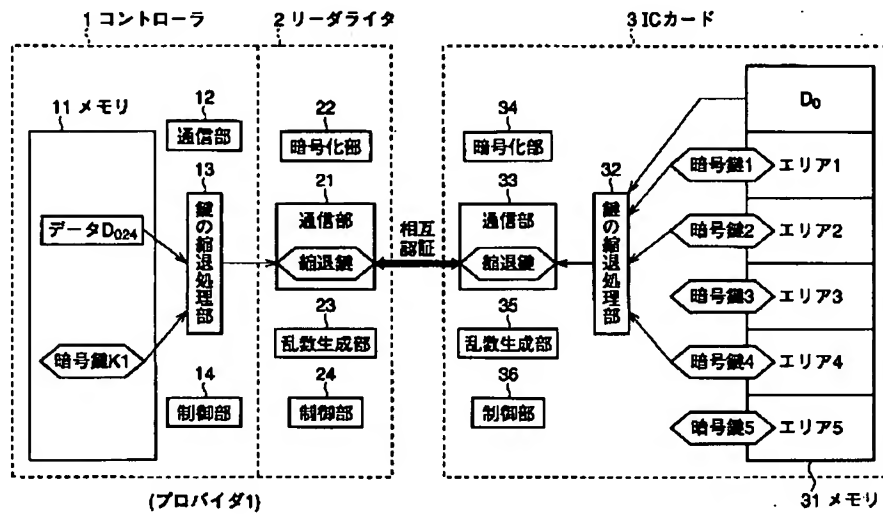 1 コントローラ
2 リーダライタ
3 ICカード
11 メモリ
12
通信部
13
鍵の縮退処理部
データD024
暗号鍵K1
14
制御部
22
暗号化部
21
通信部
縮退鍵
23
乱数生成部
24
制御部
相互
認証
34
暗号化部
33
通信部
縮退鍵
35
乱数生成部
36
制御部
32
鍵の縮退処理部
D0
暗号鍵1 エリア1
暗号鍵2 エリア2
暗号鍵3 エリア3
暗号鍵4 エリア4
暗号鍵5 エリア5
31 メモリ
(プロバイダ1)